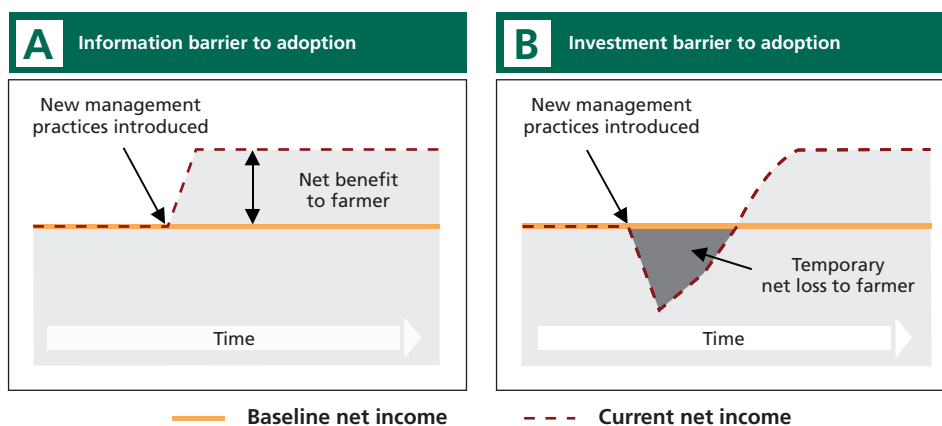 A Information barrier to adoption
New management
practices introduced
Net benefit
to farmer
Time
B Investment barrier to adoption
New management
practices introduced
Temporary
net loss to farmer
Time
Baseline net income
Current net income